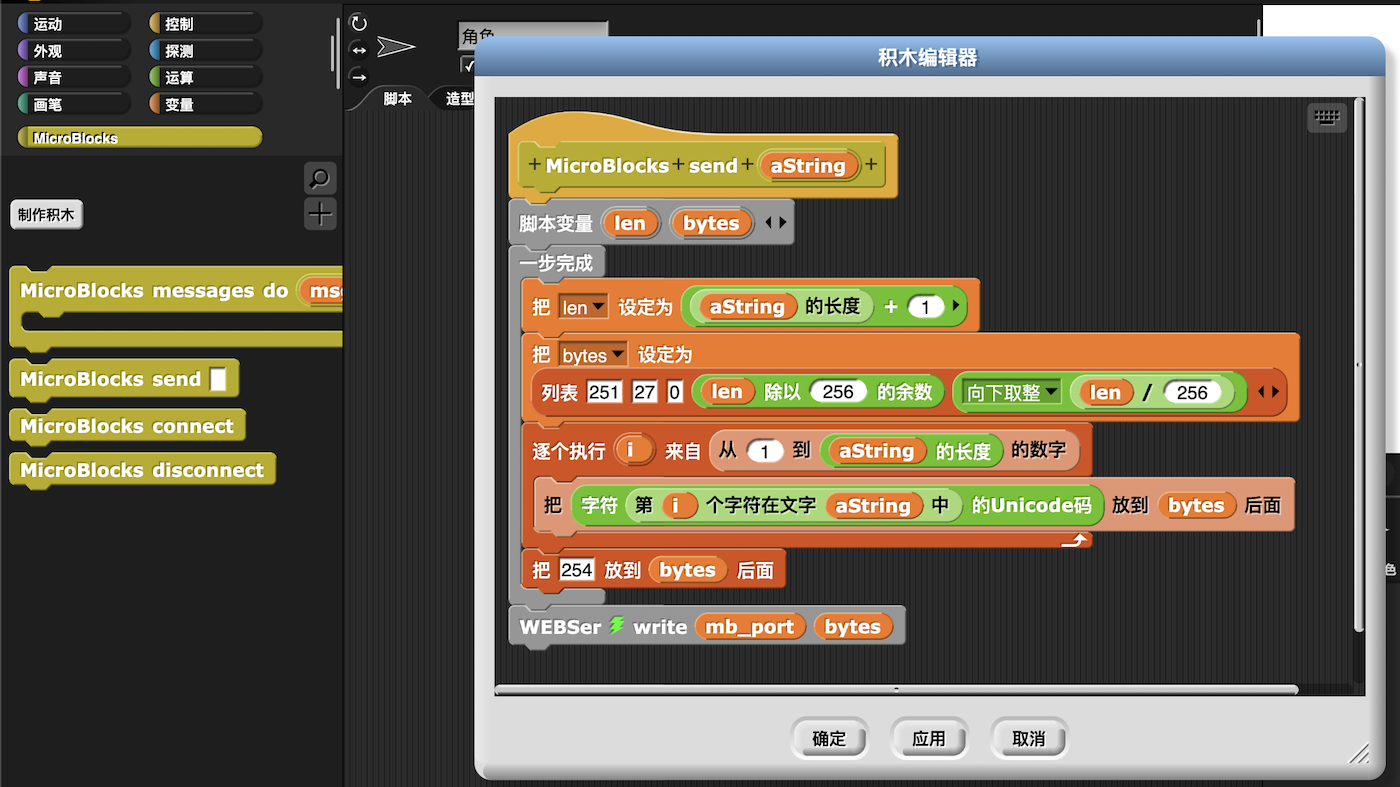 运动 控制
外观 探测
声音 运算
画笔 变量
MicroBlocks
制作积木
MicroBlocks messages do
MicroBlocks send
MicroBlocks connect
MicroBlocks disconnect
角色
脚本 造型
积木编辑器
+ MicroBlocks + send + aString +
脚本变量 len bytes
一步完成
把 len 设定为 aString 的长度 + 1
把 bytes 设定为
列表 251 27 0 len 除以 256 的余数 向下取整 len / 256
逐个执行 i 来自 从 1 到 aString 的长度 的数字
把 字符 第 i 个字符在文字 aString 中 的Unicode码 放到 bytes 后面
把 254 放到 bytes 后面
WEBSer write mb_port bytes
确定 应用 取消
色